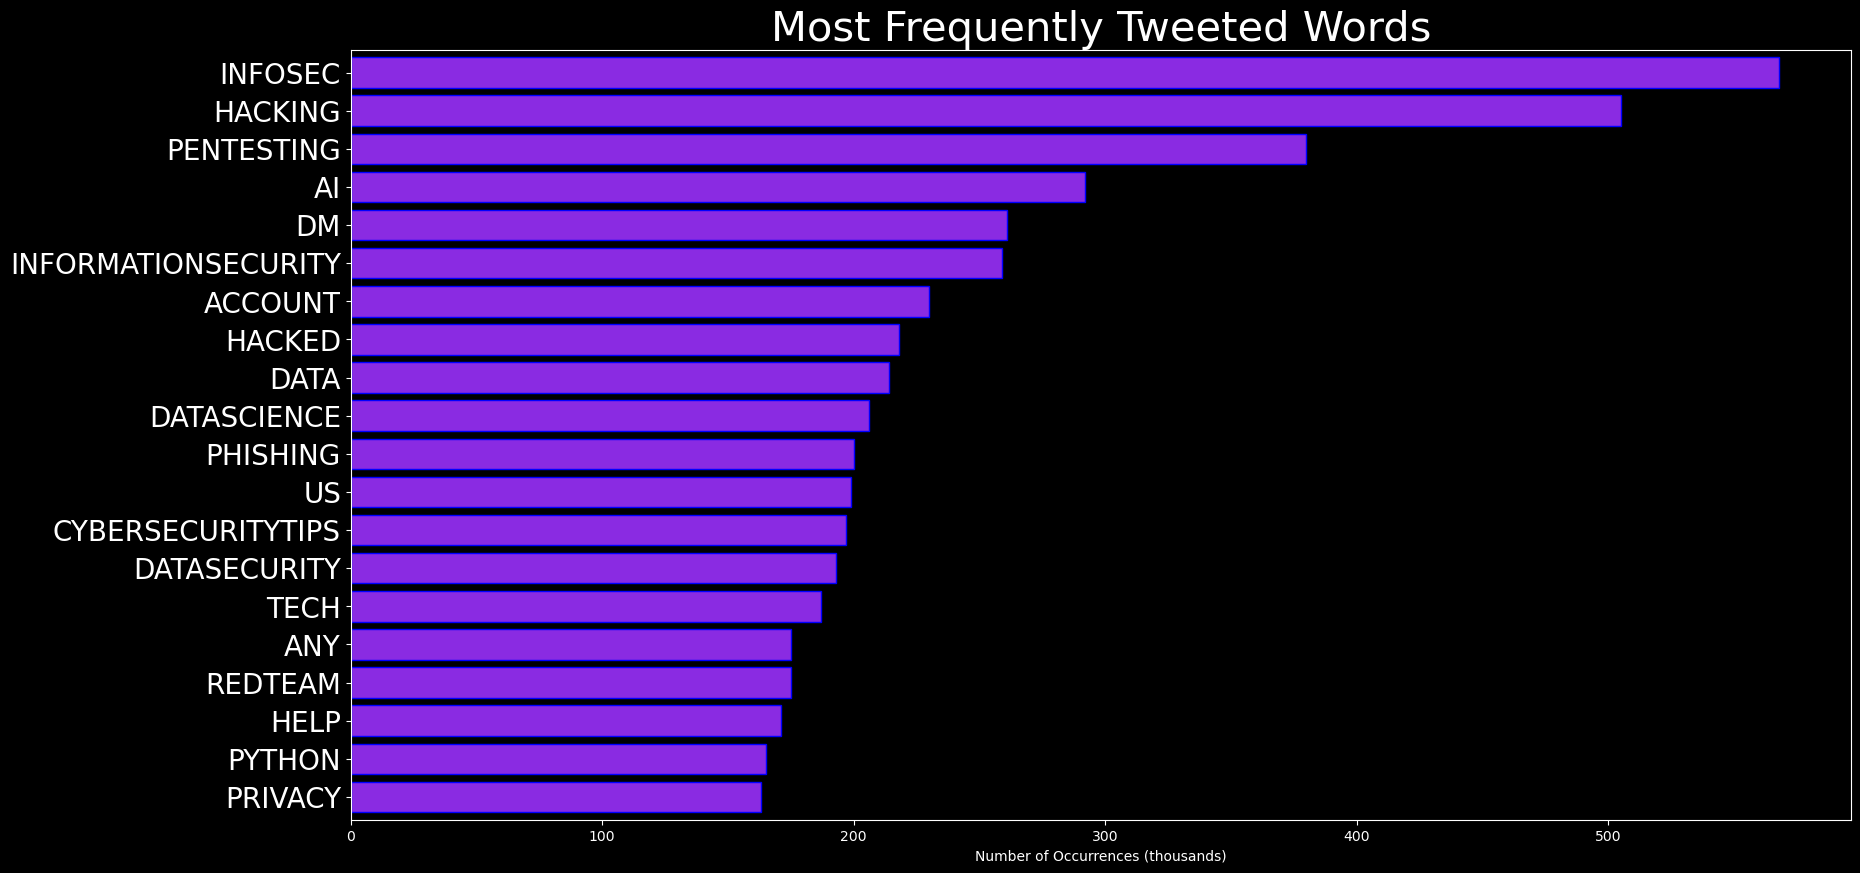 Most Frequently Tweeted Words
INFOSEC
HACKING
PENTESTING
AI
DM
INFORMATIONSECURITY
ACCOUNT
HACKED
DATA
DATASCIENCE
PHISHING
US
CYBERSECURITYTIPS
DATASECURITY
TECH
ANY
REDTEAM
HELP
PYTHON
PRIVACY
0 100 200 300 400 500
Number of Occurrences (thousands)